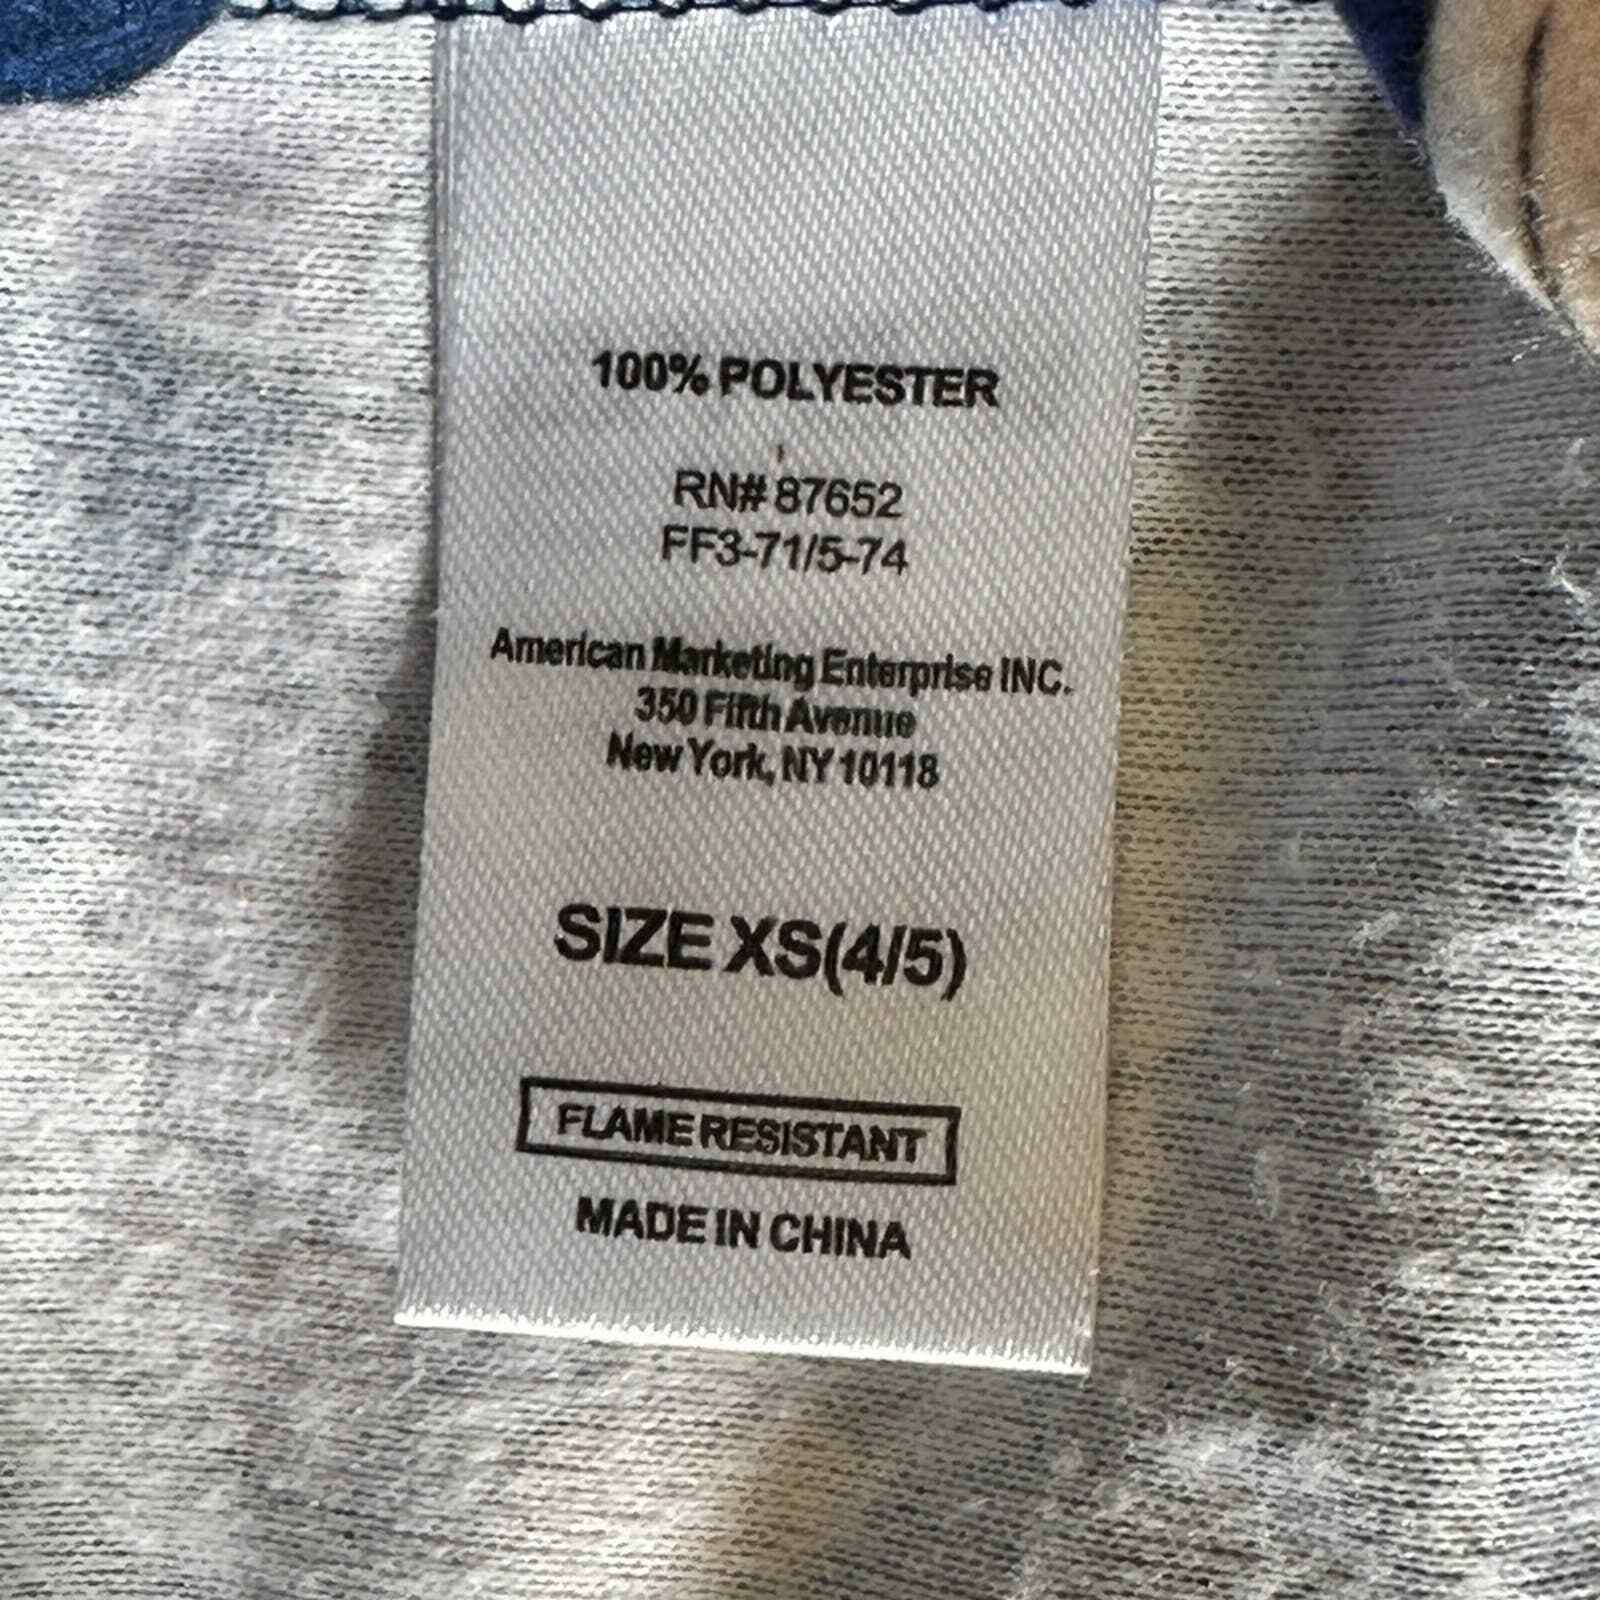 100% POLYESTER
RN# 87652
FF3-71/5-74
American Marketing Enterprise INC.
350 Fifth Avenue
New York, NY 10118
SIZE XS(4/5)
FLAME RESISTANT
MADE IN CHINA